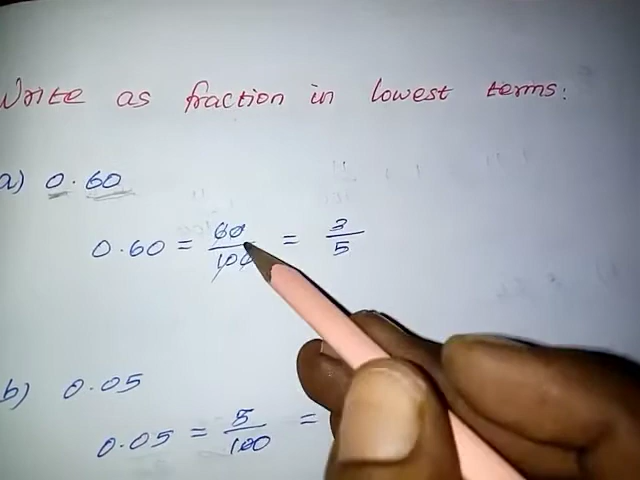 Write as fraction in lowest terms:
a) 0.60
0.60 = 60/100 = 3/5
b) 0.05
0.05 = 5/100 =